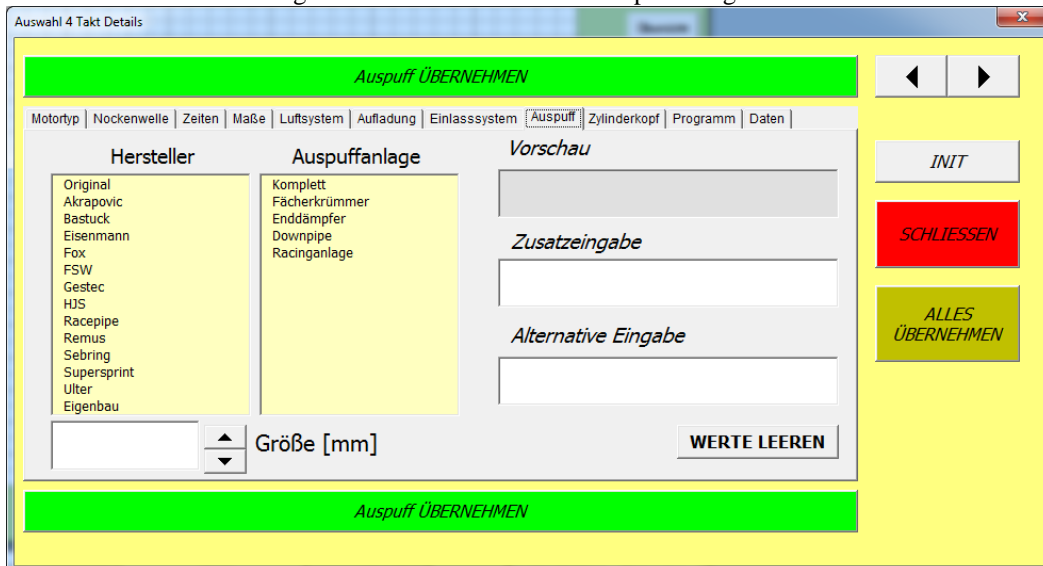 Auswahl 4 Takt Details
x
Auspuff ÜBERNEHMEN
Motortyp Nockenwelle Zeiten Maße Luftsystem Aufladung Einlasssystem Auspuff Zylinderkopf Programm Daten
Hersteller
Original
Akrapovic
Bastuck
Eisenmann
Fox
FSW
Gestec
HJS
Racepipe
Remus
Sebring
Supersprint
Ulter
Eigenbau
Größe [mm]
Auspuffanlage
Komplett
Fächerkrümmer
Enddämpfer
Downpipe
Racinganlage
Vorschau
Zusatzeingabe
Alternative Eingabe
WERTE LEEREN
INIT
SCHLIESSEN
ALLES
ÜBERNEHMEN
Auspuff ÜBERNEHMEN